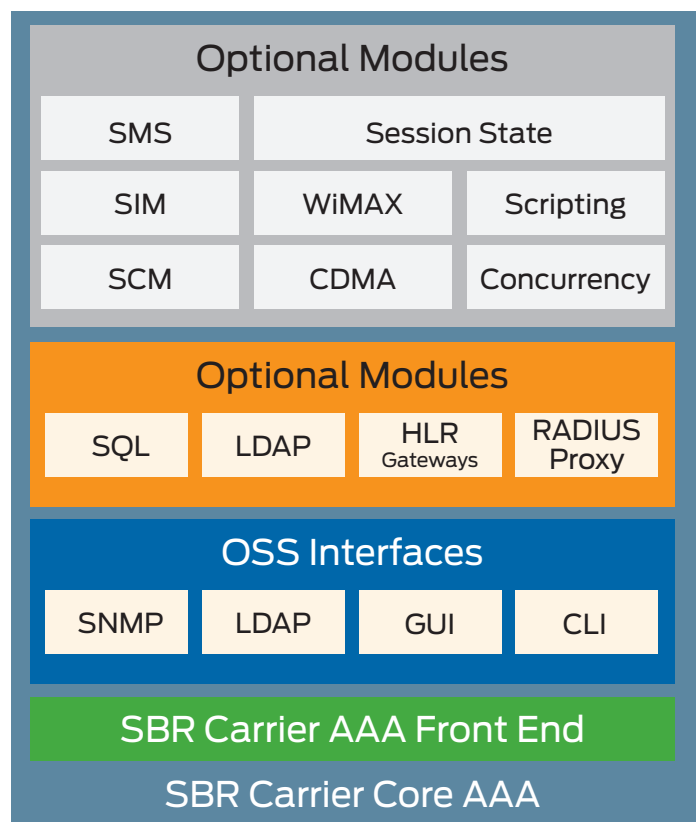 Optional Modules
SMS
Session State
SIM
WiMAX
Scripting
SCM
CDMA
Concurrency
Optional Modules
SQL
LDAP
HLR
Gateways
RADIUS
Proxy
OSS Interfaces
SNMP
LDAP
GUI
CLI
SBR Carrier AAA Front End
SBR Carrier Core AAA